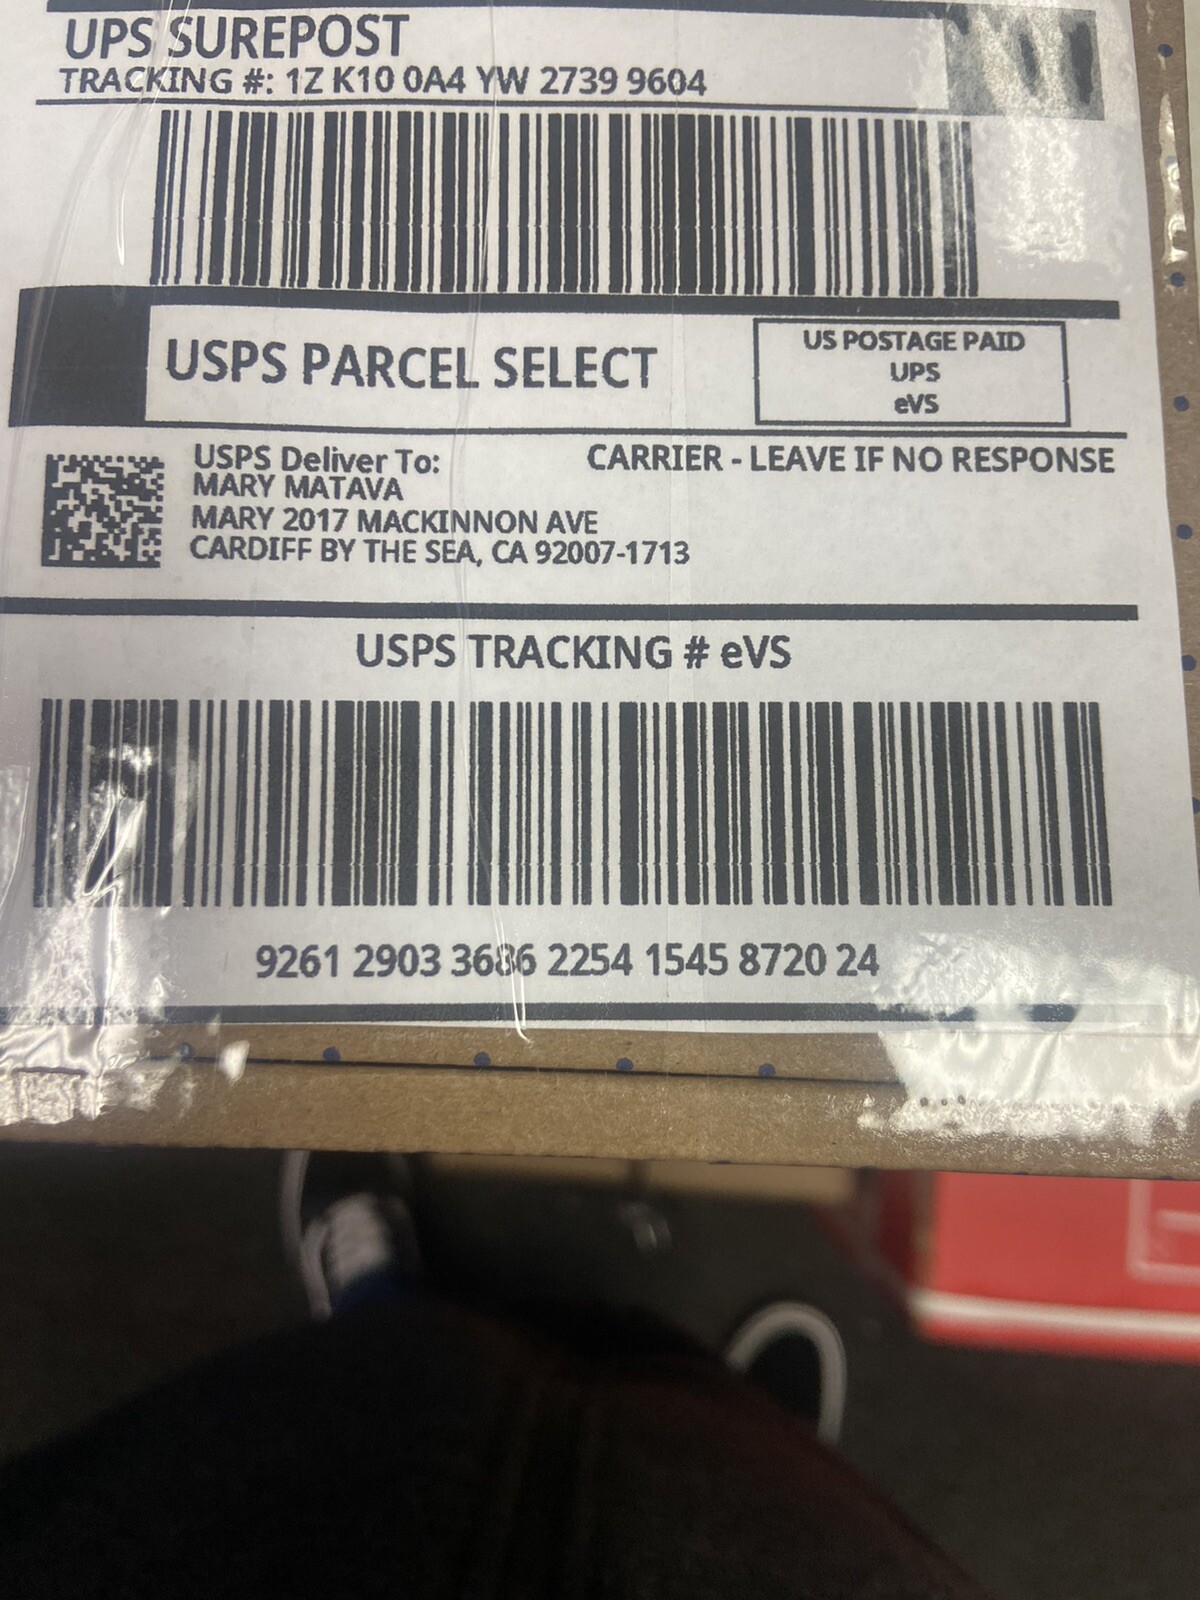 UPS SUREPOST
TRACKING #: 1Z K10 0A4 YW 2739 9604
USPS PARCEL SELECT
US POSTAGE PAID
UPS
eVS
USPS Deliver To:
CARRIER - LEAVE IF NO RESPONSE
MARY MATAVA
MARY 2017 MACKINNON AVE
CARDIFF BY THE SEA, CA 92007-1713
USPS TRACKING # eVS
9261 2903 3686 2254 1545 8720 24